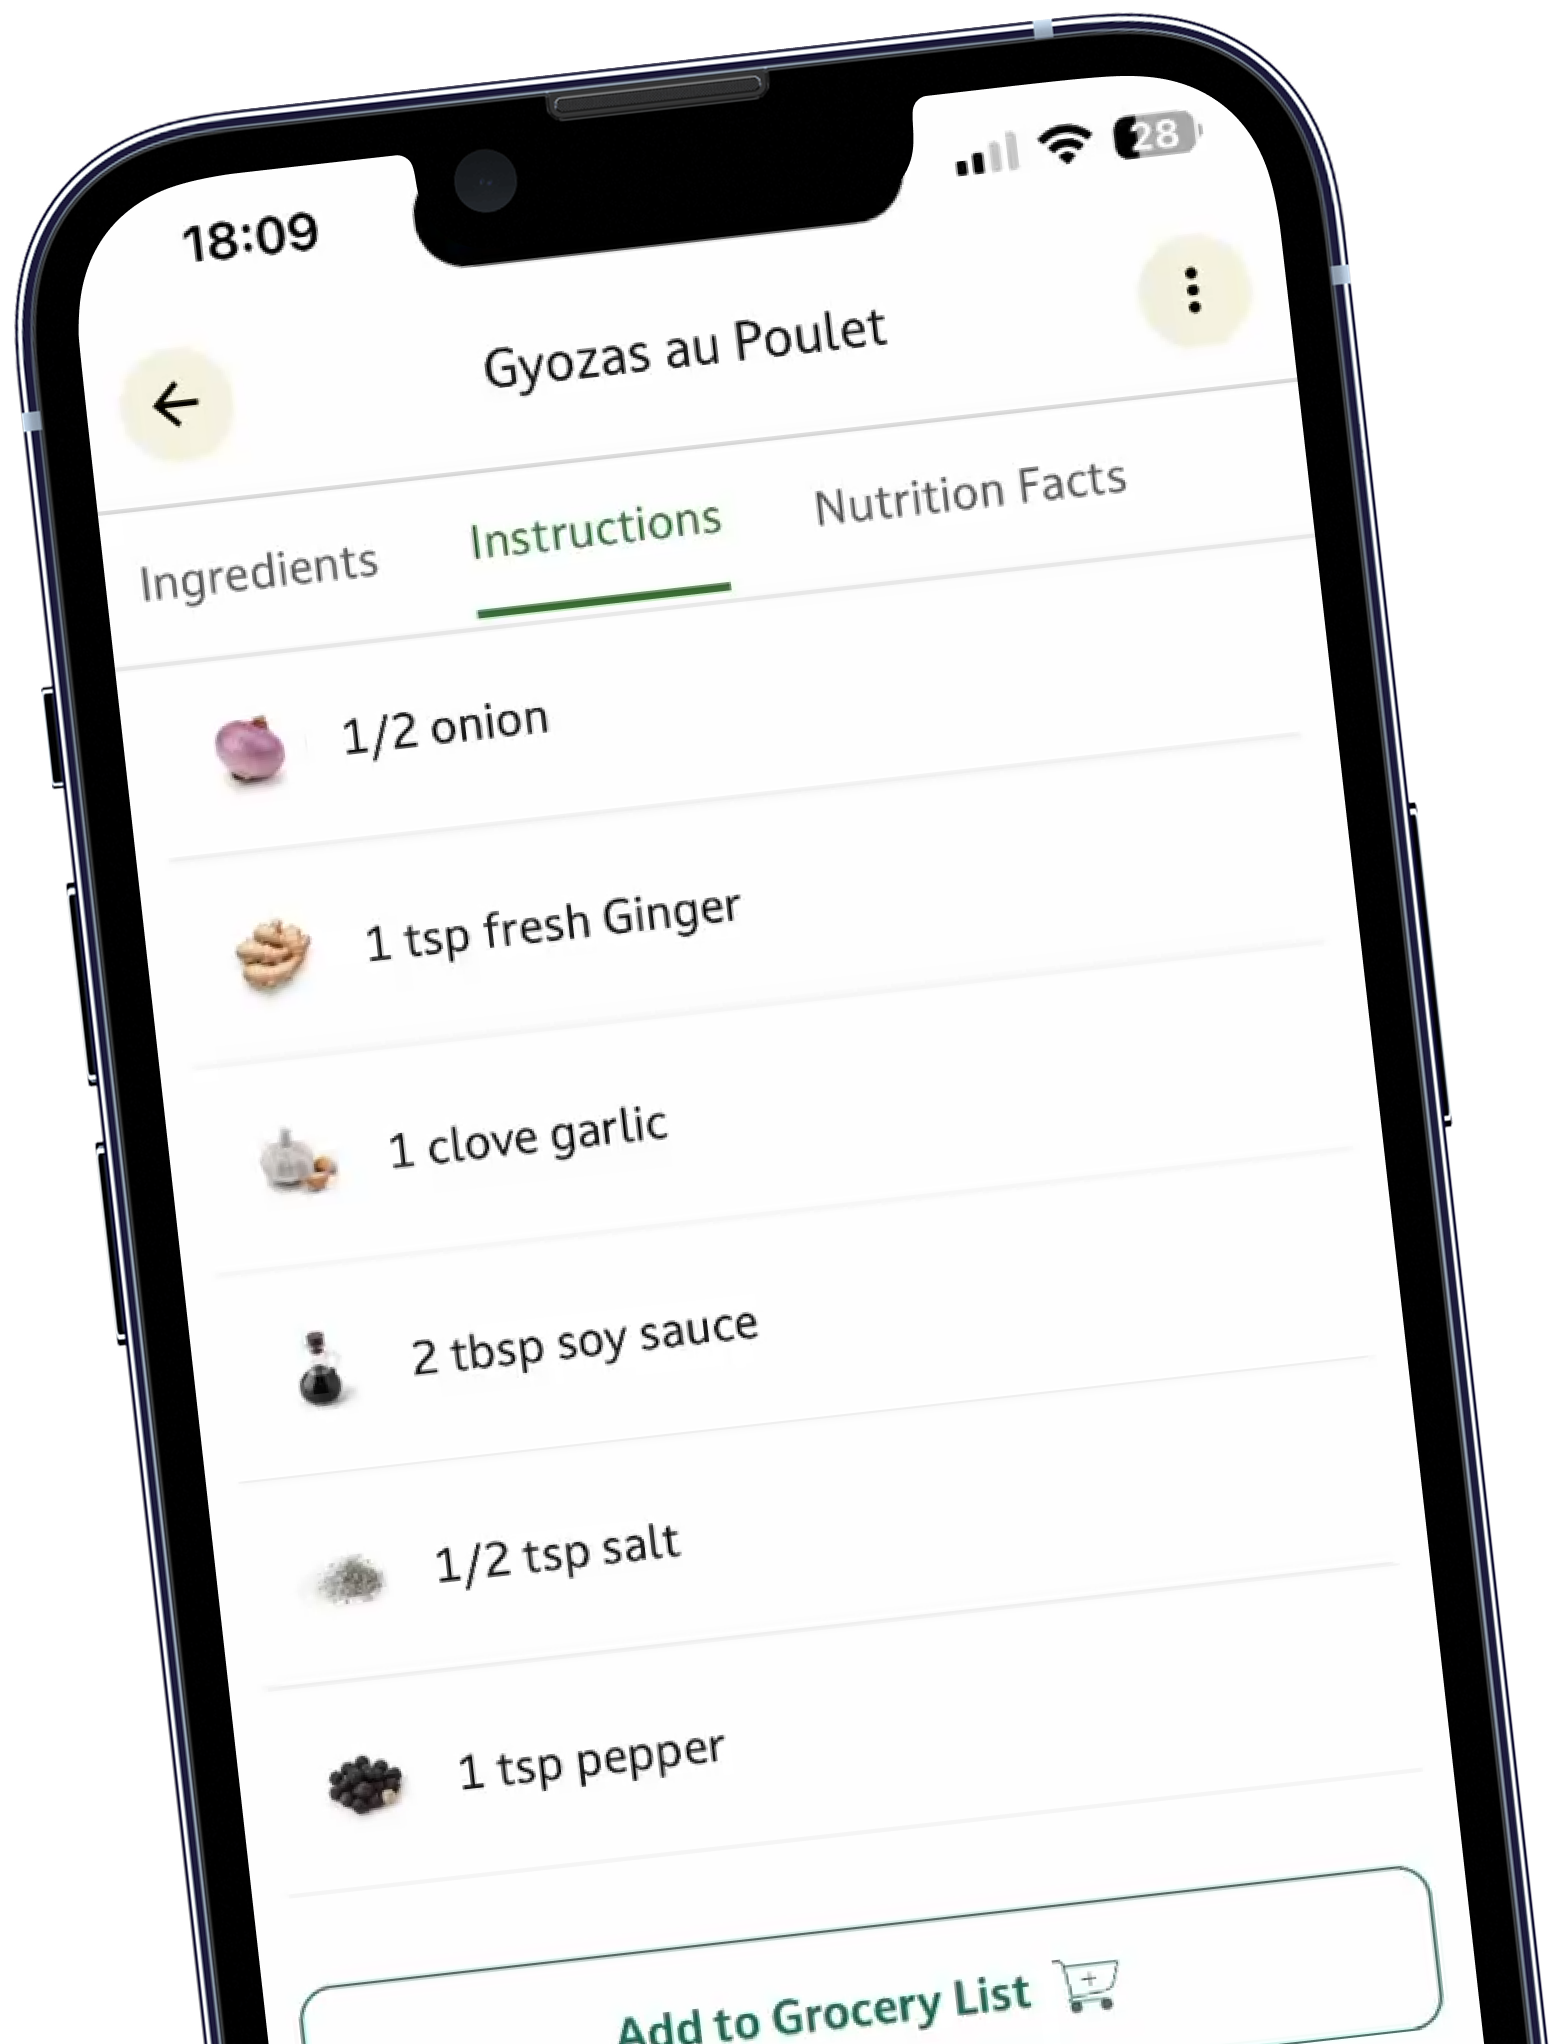 18:09
28
Gyozas au Poulet
Ingredients Instructions Nutrition Facts
1/2 onion
1 tsp fresh Ginger
1 clove garlic
2 tbsp soy sauce
1/2 tsp salt
1 tsp pepper
Add to Grocery List